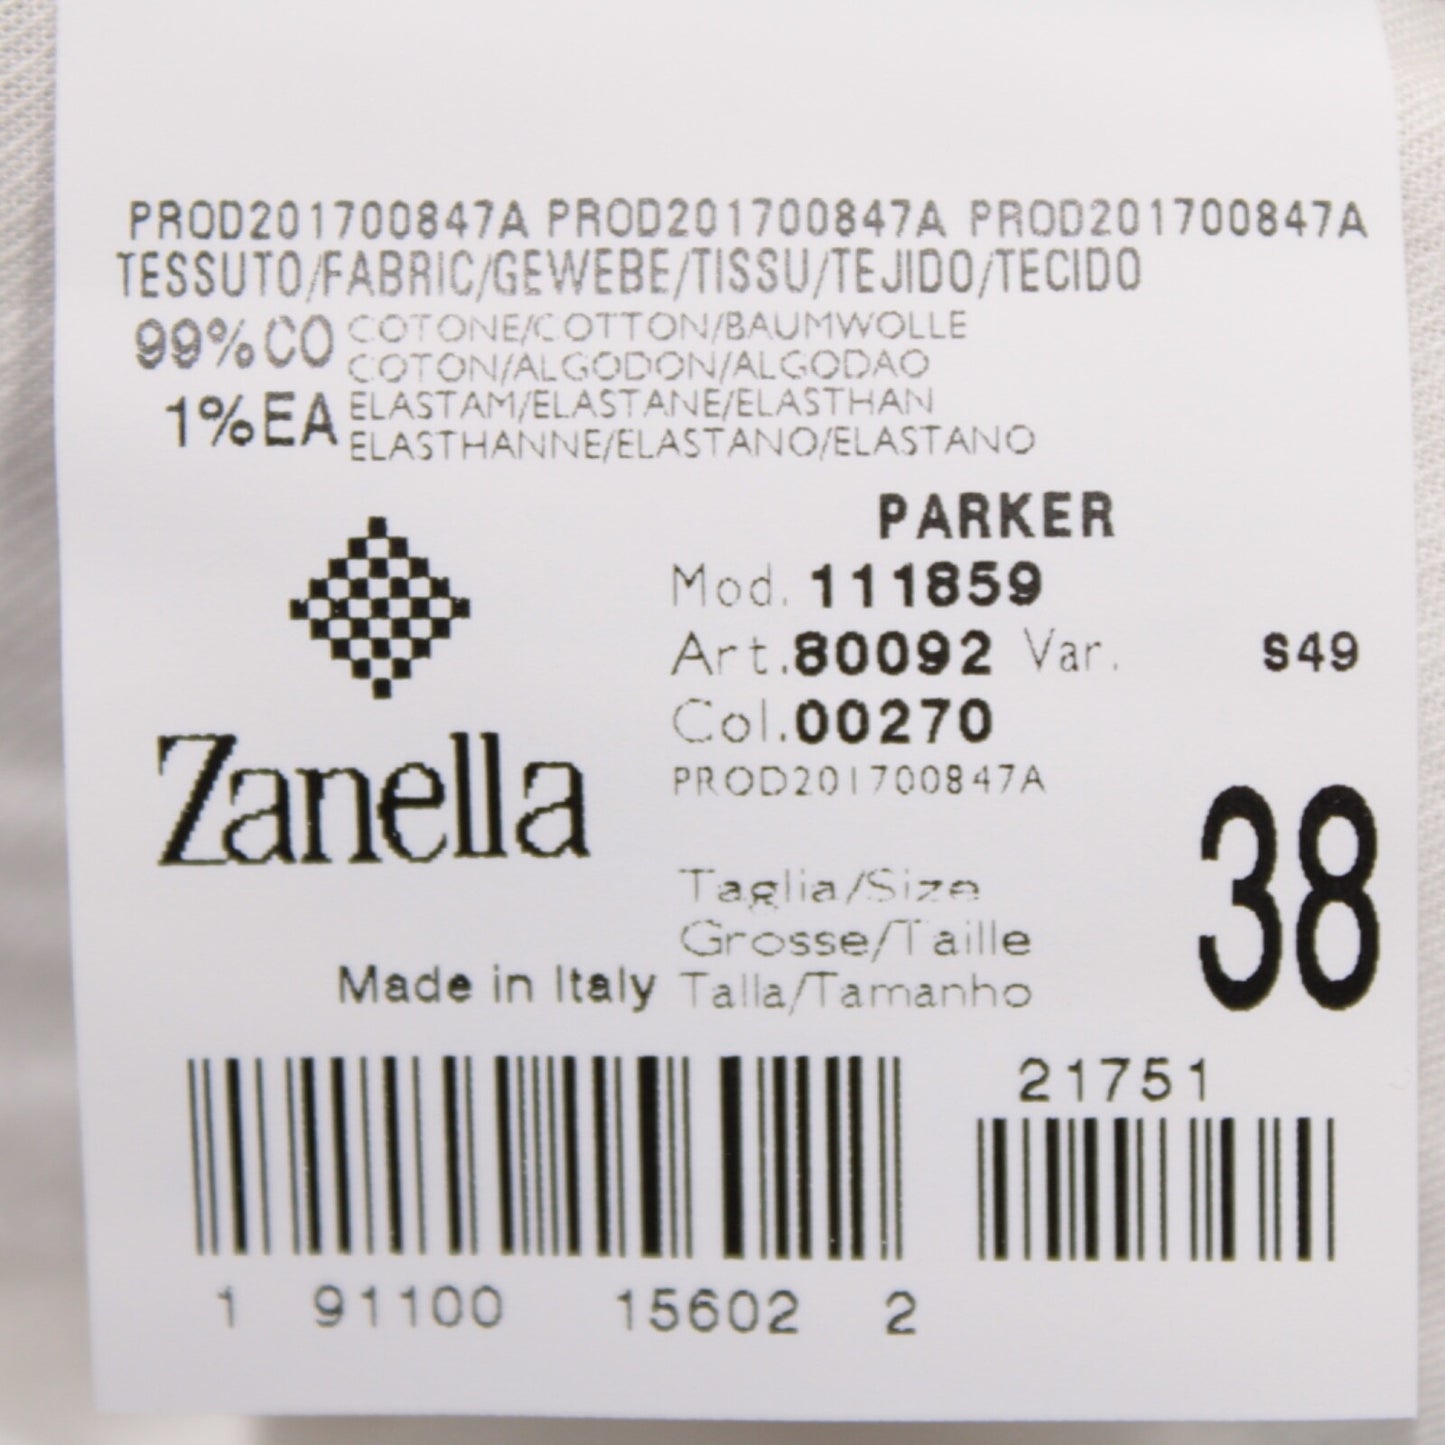 PROD201700847A PROD201700847A PROD201700847A
TESSUTO/FABRIC/GEWEBE/TISSU/TEJIDO/TECIDO
99%CO COTONE/COTTON/BAUMWOLLE
COTON/ALGODON/ALGODAO
1%EA ELASTAM/ELASTANE/ELASTHAN
ELASTHANNE/ELASTANO/ELASTANO
PARKER
Mod. 111859
Art.80092 Var. S49
Col.00270
PROD201700847A
Zanella
Taglia/Size
Grosse/Taille
Talla/Tamanho
38
Made in Italy
21751
1 91100 15602 2